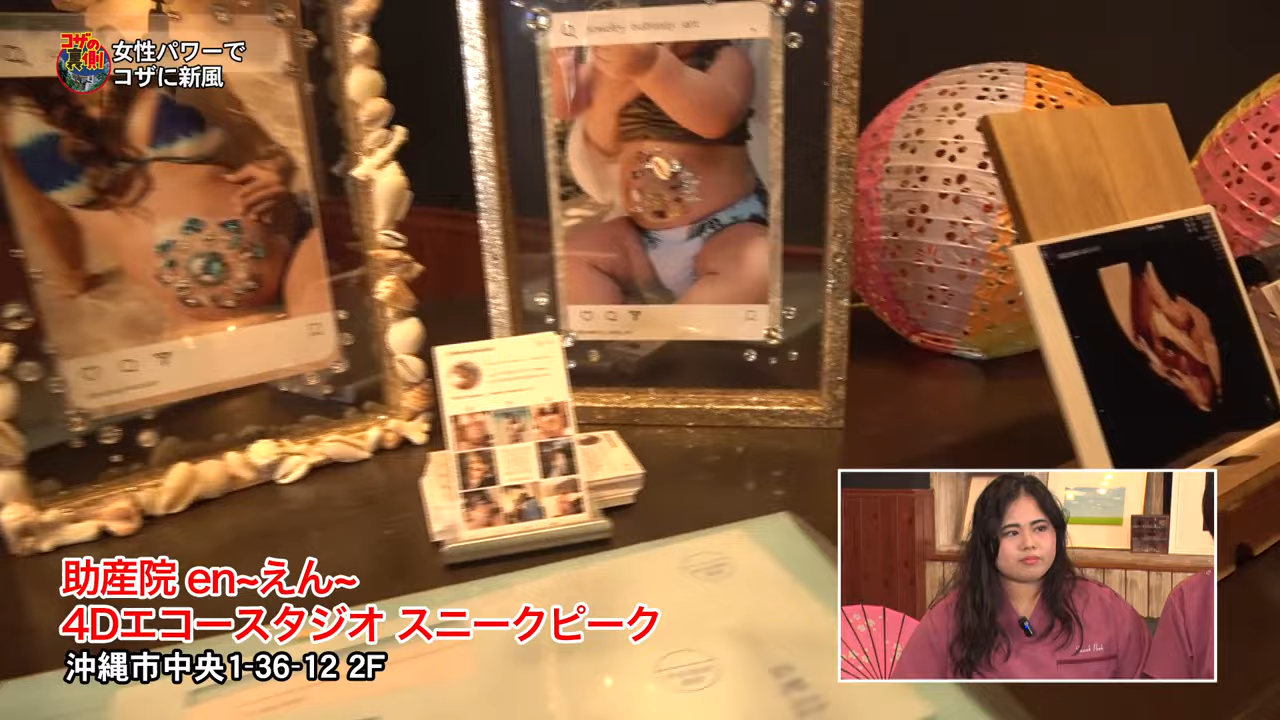 コザの
裏側
女性パワーで
コザに新風
助産院 en~えん~
4Dエコースタジオ スニークピーク
沖縄市中央1-36-12 2F
Sneak Peek